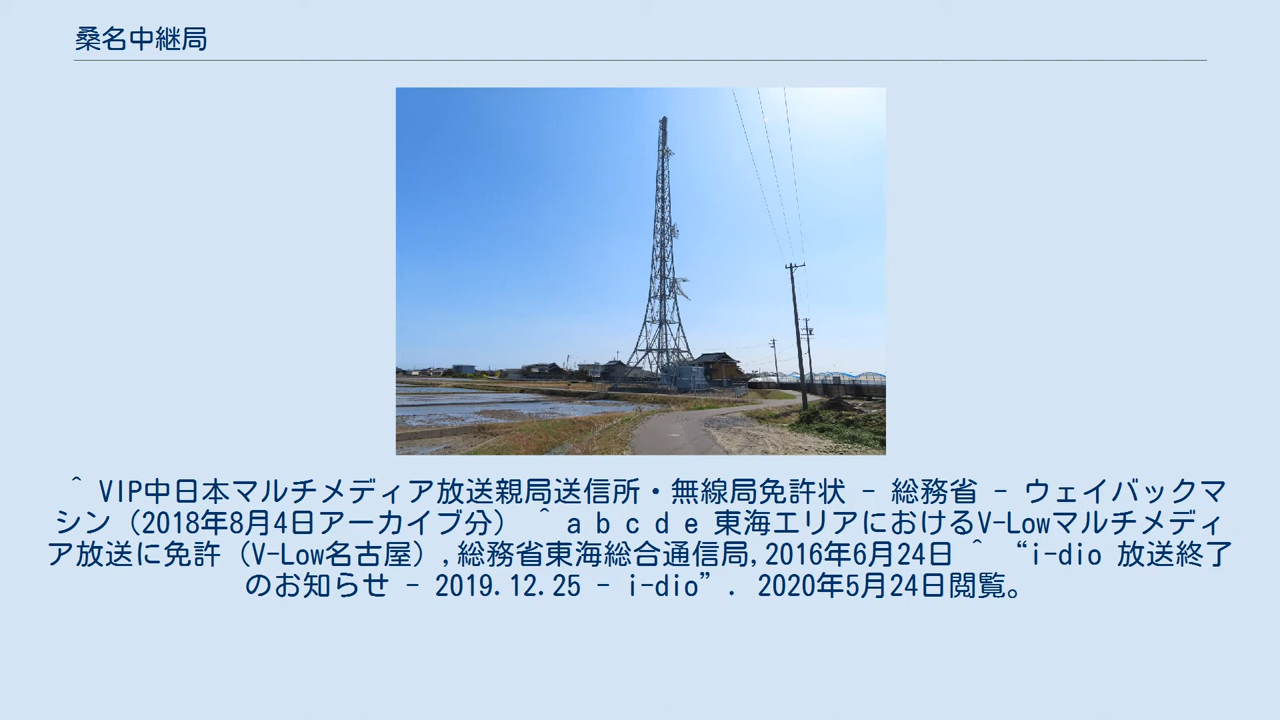 桑名中継局
^ VIP中日本マルチメディア放送親局送信所・無線局免許状 - 総務省 - ウェイバックマ
シン（2018年8月4日アーカイブ分） ^ a b c d e 東海エリアにおけるV-Lowマルチメディ
ア放送に免許（V-Low名古屋）,総務省東海総合通信局,2016年6月24日 ^ “i-dio 放送終了
のお知らせ - 2019.12.25 - i-dio”. 2020年5月24日閲覧。